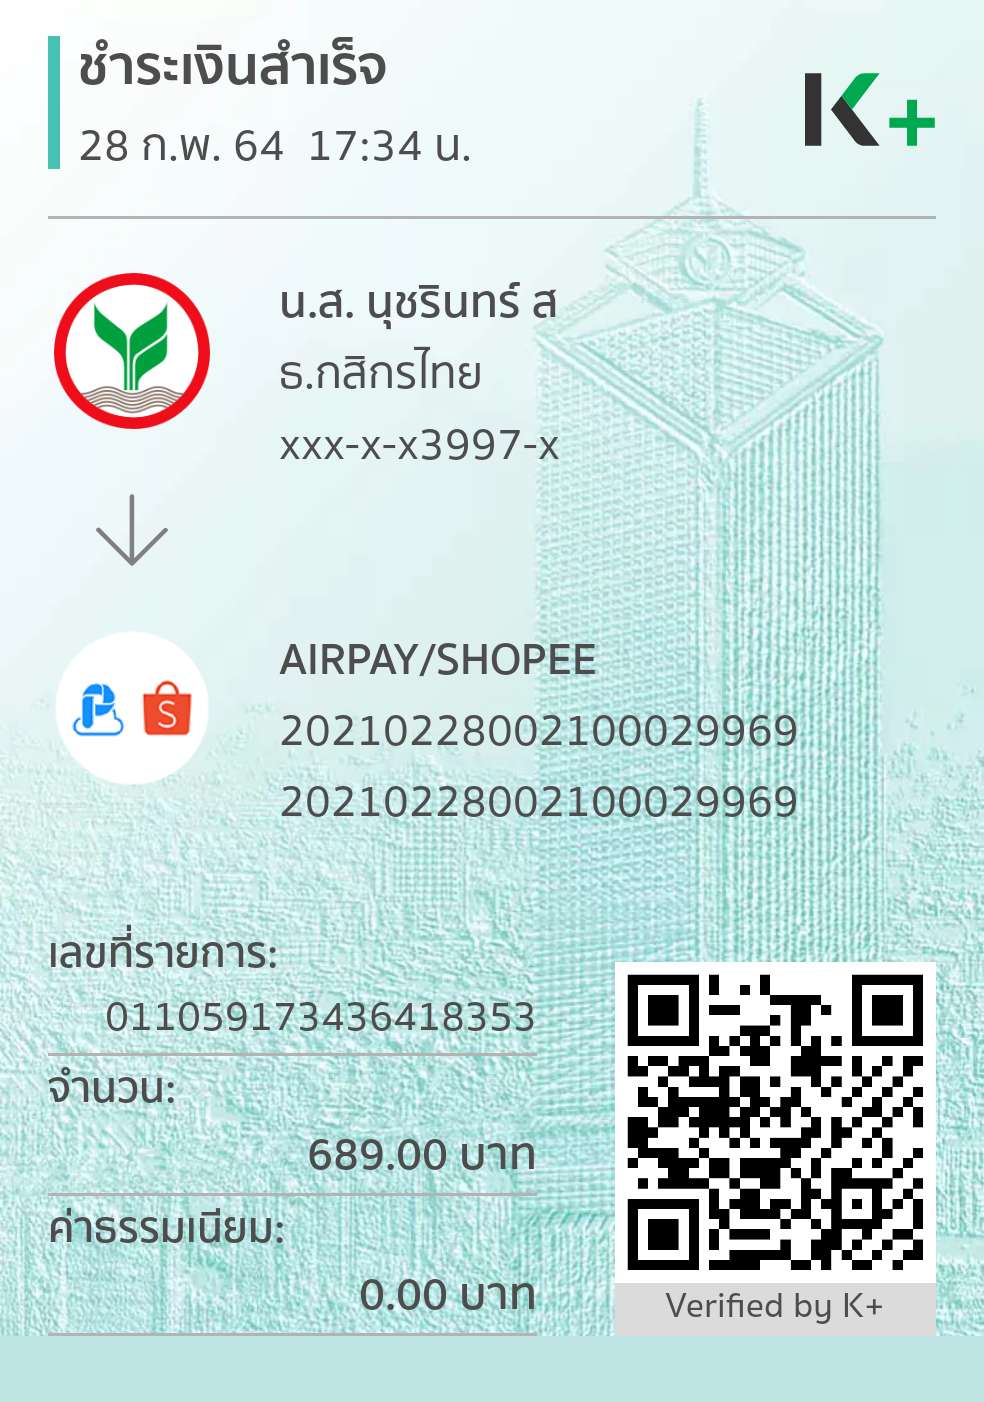 ชำระเงินสำเร็จ
28 ก.พ. 64 17:34 น.
K+
น.ส. นุชรินทร์ ส
ธ.กสิกรไทย
xxx-x-x3997-x
AIRPAY/SHOPEE
20210228002100029969
20210228002100029969
เลขที่รายการ:
011059173436418353
จำนวน:
689.00 บาท
ค่าธรรมเนียม:
0.00 บาท
Verified by K+